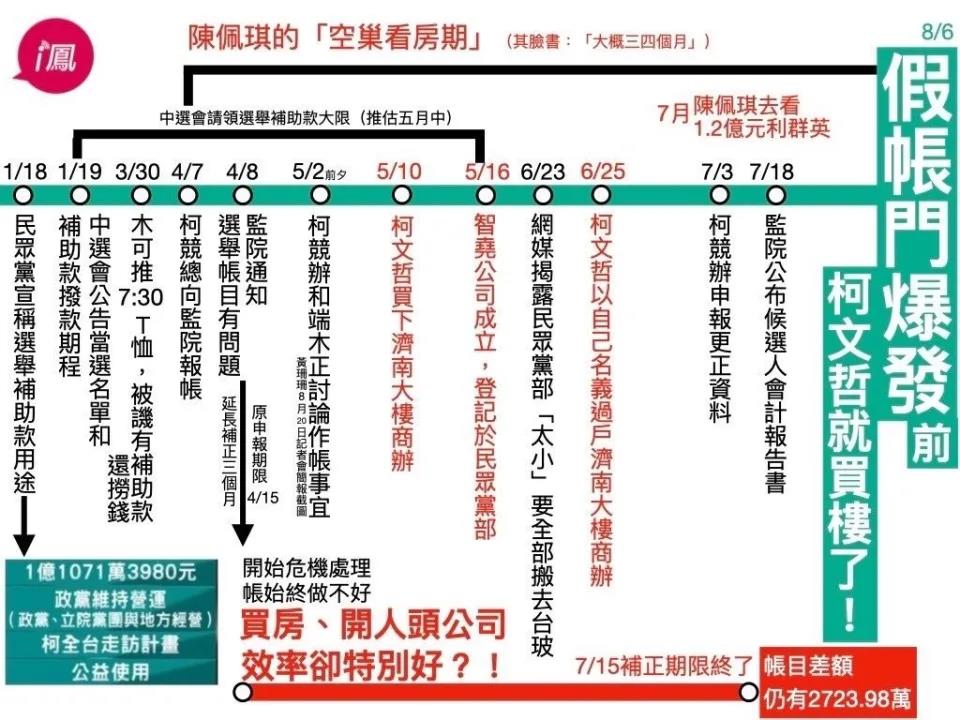 i鳳
陳佩琪的「空巢看房期」（其臉書：「大概三四個月」）
8/6
假帳門爆發前
柯文哲就買樓了！
中選會請領選舉補助款大限（推估五月中）
7月陳佩琪去看
1.2億元利群英
1/18
民眾黨宣稱選舉補助款用途
1/19
中選會公告當選名單和
補助款撥款期程
3/30
木可推
7:30
T恤，被譏有補助款
還撈錢
4/7
柯競總向監院報帳
4/8
監院通知
選舉帳目有問題
原申報期限
4/15
延長補正三個月
5/2前夕
柯競辦和端木正討論作帳事宜
黃珊珊8月20日記者會簡報截圖
5/10
柯文哲買下濟南大樓商辦
5/16
智堯公司成立，登記於民眾黨部
6/23
網媒揭露民眾黨部「太小」要全部搬去台玻
6/25
柯文哲以自己名義過戶濟南大樓商辦
7/3
柯競辦申報更正資料
7/18
監院公布候選人會計報告書
1億1071萬3980元
政黨維持營運
（政黨、立院黨團與地方經營）
柯全台走訪計畫
公益使用
開始危機處理
帳始終做不好
買房、開人頭公司
效率卻特別好？！
7/15補正期限終了
帳目差額
仍有2723.98萬